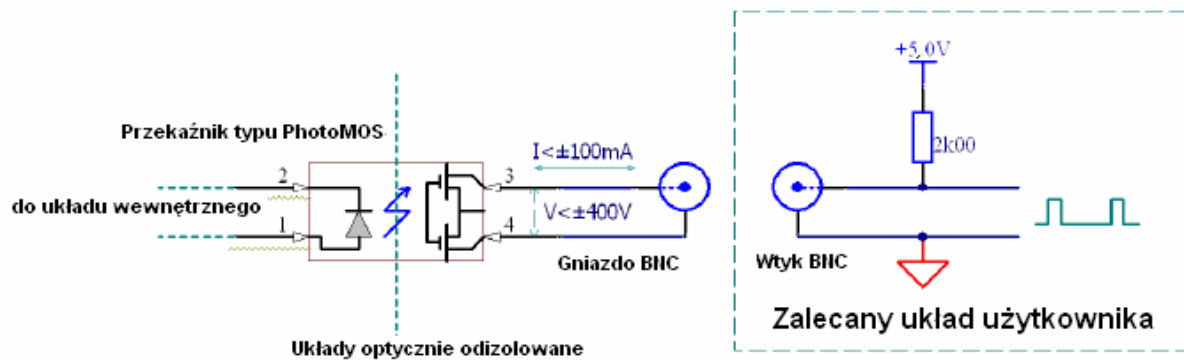 +5,0V
Przekaźnik typu PhotoMOS
I<±100mA
2k00
2
3
do układu wewnętrznego
V<±400V
1
4
Gniazdo BNC
Wtyk BNC
Zalecany układ użytkownika
Układy optycznie odizolowane